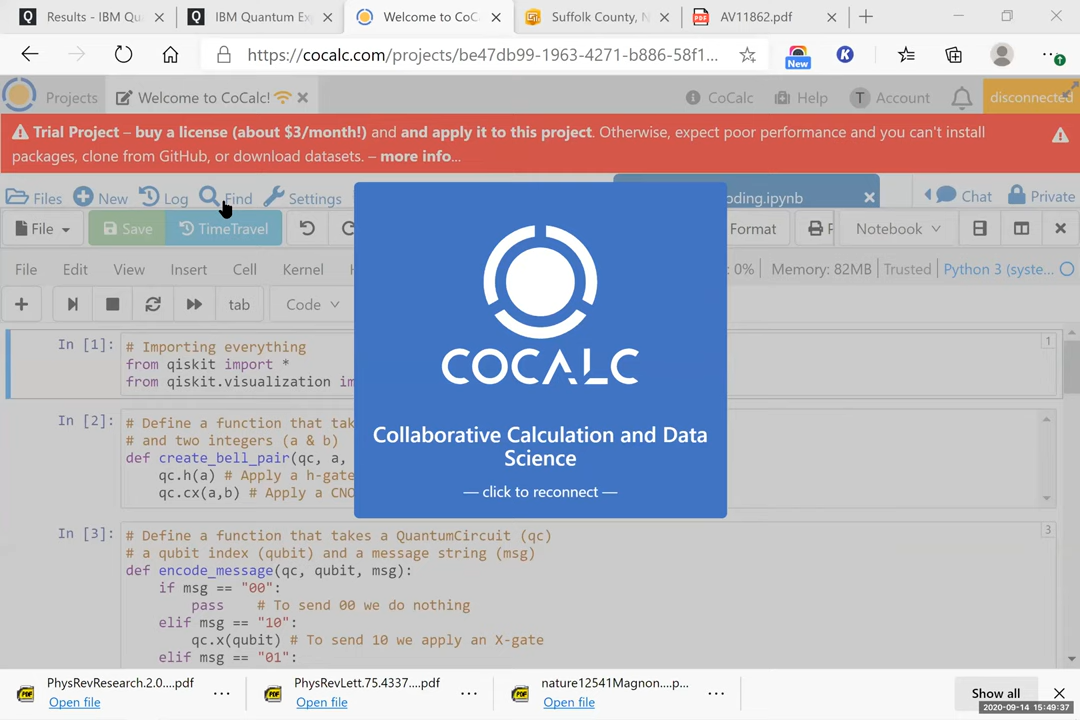 Results - IBM Qu
IBM Quantum Ex
Welcome to CoC
Suffolk County, N
PDF
AV11862.pdf
https://cocalc.com/projects/be47db99-1963-4271-b886-58f1...
New
K
Projects
Welcome to CoCalc!
CoCalc
Help
T
Account
disconnected
Trial Project – buy a license (about $3/month!) and and apply it to this project. Otherwise, expect poor performance and you can't install
packages, clone from GitHub, or download datasets. – more info...
Files
New
Log
Find
Settings
oding.ipynb
Chat
Private
File
Save
TimeTravel
Format
Notebook
File
Edit
View
Insert
Cell
Kernel
0%
Memory: 82MB
Trusted
Python 3 (syste...
tab
Code
In [1]:
# Importing everything
1
from qiskit import *
from qiskit.visualization im
In [2]:
# Define a function that tak
# and two integers (a & b)
def create_bell_pair(qc, a,
qc.h(a) # Apply a h-gate
qc.cx(a,b) # Apply a CNO
COCALC
Collaborative Calculation and Data
Science
— click to reconnect —
In [3]:
# Define a function that takes a QuantumCircuit (qc)
3
# a qubit index (qubit) and a message string (msg)
def encode_message(qc, qubit, msg):
if msg == "00":
pass # To send 00 we do nothing
elif msg == "10":
qc.x(qubit) # To send 10 we apply an X-gate
elif msg == "01":
PhysRevResearch.2.0....pdf
Open file
PhysRevLett.75.4337....pdf
Open file
nature12541Magnon....p...
Open file
Show all
2020-09-14 15:49:37